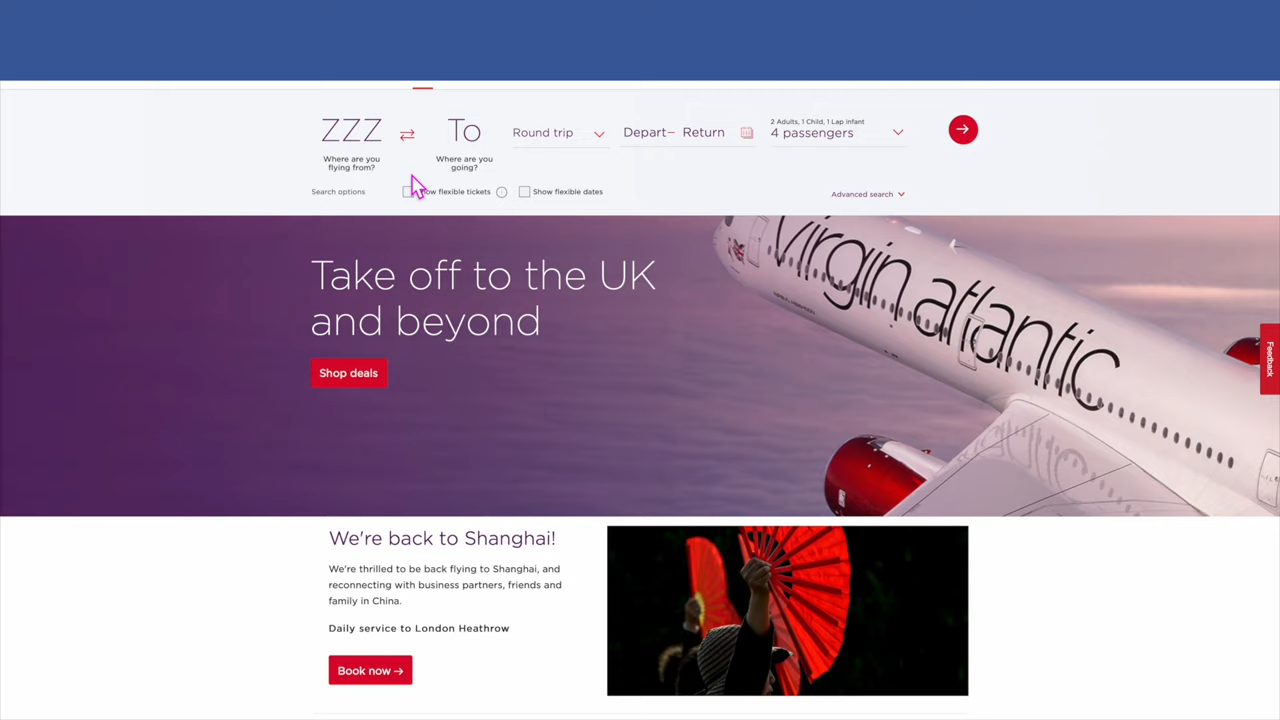 ZZZ
Where are you
flying from?
To
Where are you
going?
Round trip
Depart– Return
2 Adults, 1 Child, 1 Lap infant
4 passengers
Search options
ow flexible tickets
Show flexible dates
Advanced search
Take off to the UK
and beyond
Shop deals
virgin atlantic
Feedback
We're back to Shanghai!
We're thrilled to be back flying to Shanghai, and
reconnecting with business partners, friends and
family in China.
Daily service to London Heathrow
Book now →